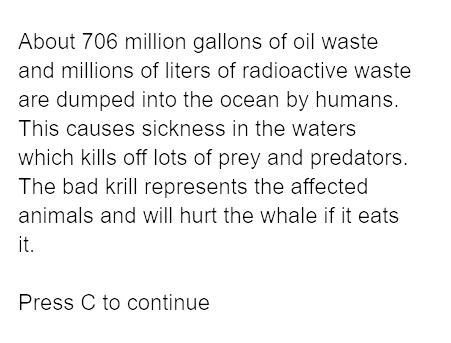 About 706 million gallons of oil waste
and millions of liters of radioactive waste
are dumped into the ocean by humans.
This causes sickness in the waters
which kills off lots of prey and predators.
The bad krill represents the affected
animals and will hurt the whale if it eats
it.
Press C to continue